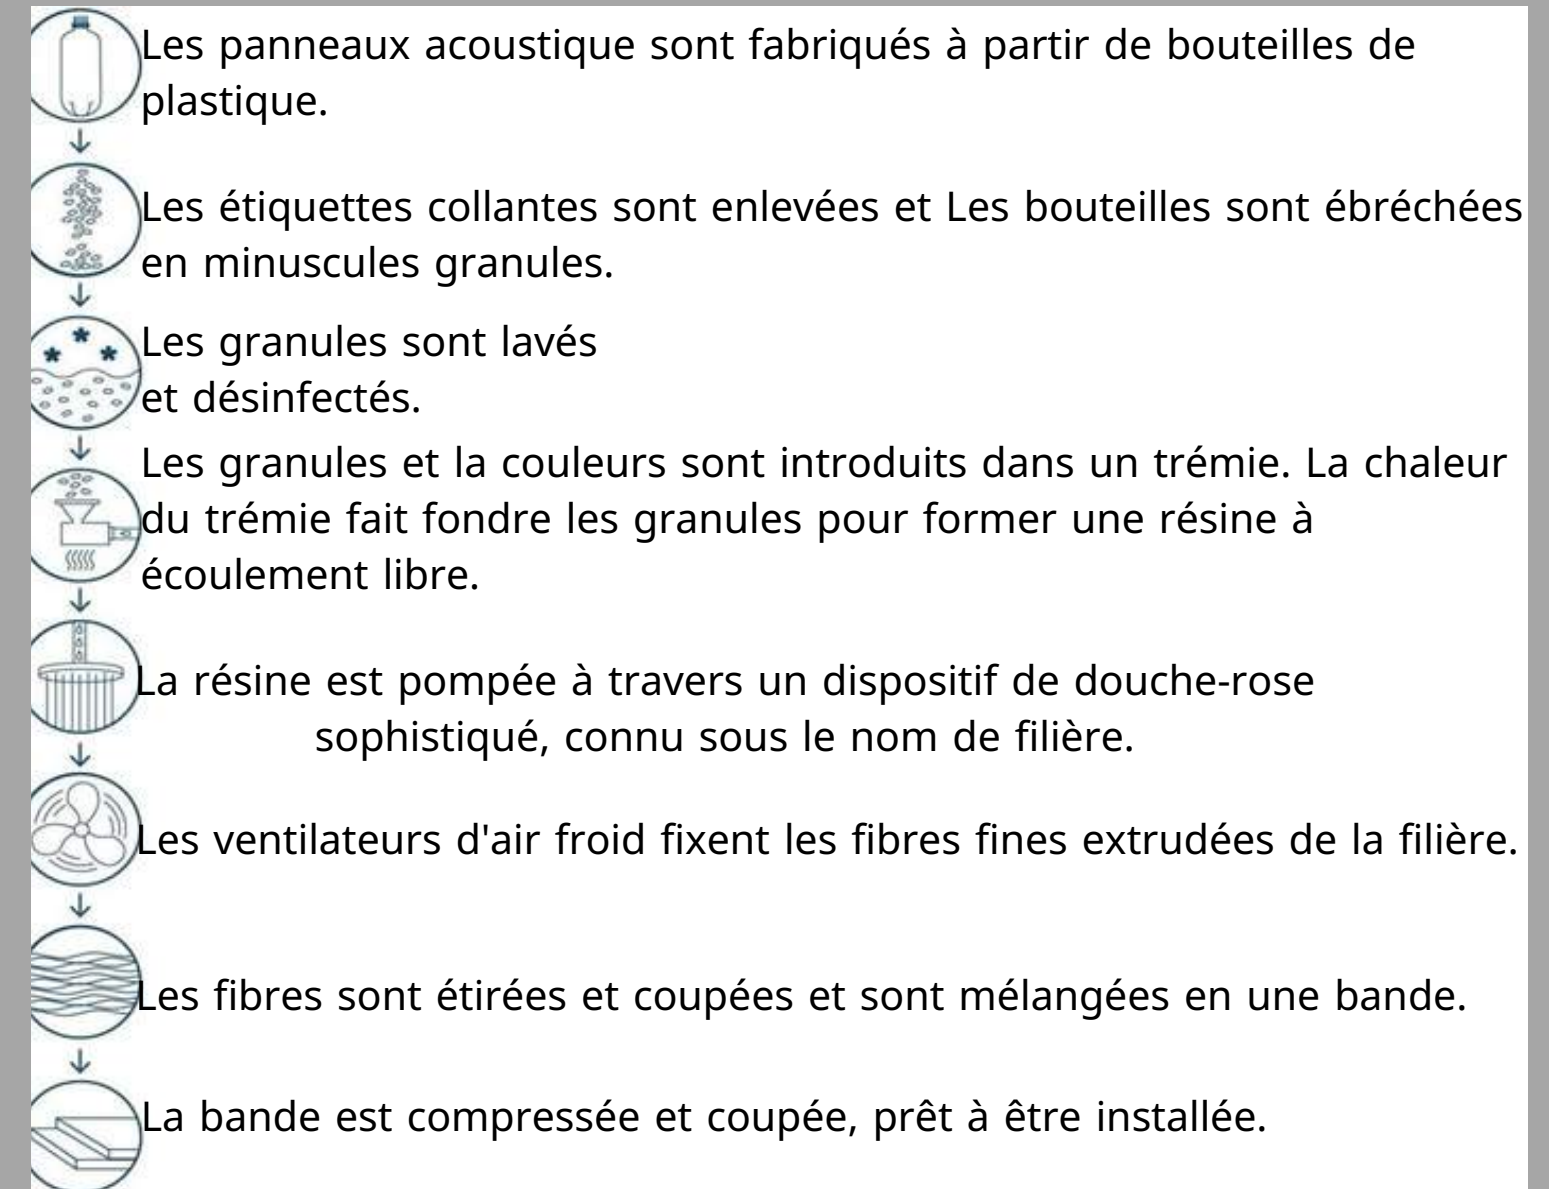 Les panneaux acoustique sont fabriqués à partir de bouteilles de
plastique.
Les étiquettes collantes sont enlevées et Les bouteilles sont ébréchées
en minuscules granules.
Les granules sont lavés
et désinfectés.
Les granules et la couleurs sont introduits dans un trémie. La chaleur
du trémie fait fondre les granules pour former une résine à
écoulement libre.
La résine est pompée à travers un dispositif de douche-rose
sophistiqué, connu sous le nom de filière.
Les ventilateurs d'air froid fixent les fibres fines extrudées de la filière.
Les fibres sont étirées et coupées et sont mélangées en une bande.
La bande est compressée et coupée, prêt à être installée.